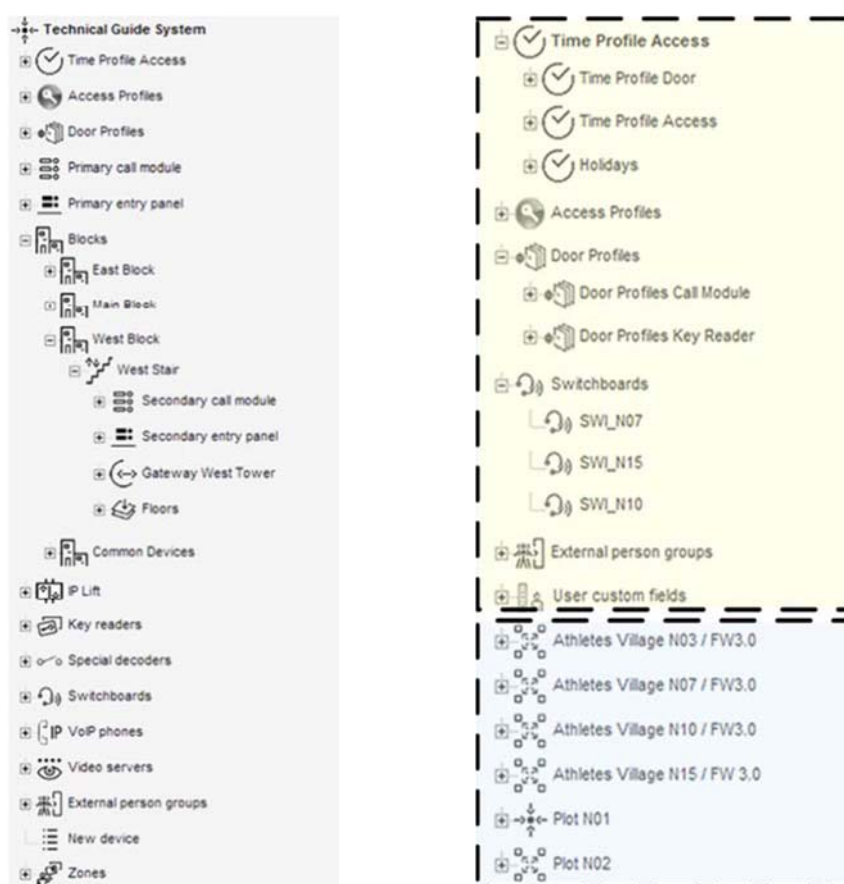 Technical Guide System
Time Profile Access
Access Profiles
Door Profiles
Primary call module
Primary entry panel
Blocks
East Block
Main Block
West Block
West Stair
Secondary call module
Secondary entry panel
Gateway West Tower
Floors
Common Devices
IP Lift
Key readers
Special decoders
Switchboards
IP VoIP phones
Video servers
External person groups
New device
Zones
Time Profile Access
Time Profile Door
Time Profile Access
Holidays
Access Profiles
Door Profiles
Door Profiles Call Module
Door Profiles Key Reader
Switchboards
SWI_N07
SWI_N15
SWI_N10
External person groups
User custom fields
Athletes Village N03 / FW3.0
Athletes Village N07 / FW3.0
Athletes Village N10 / FW3.0
Athletes Village N15 / FW 3.0
Plot N01
Plot N02